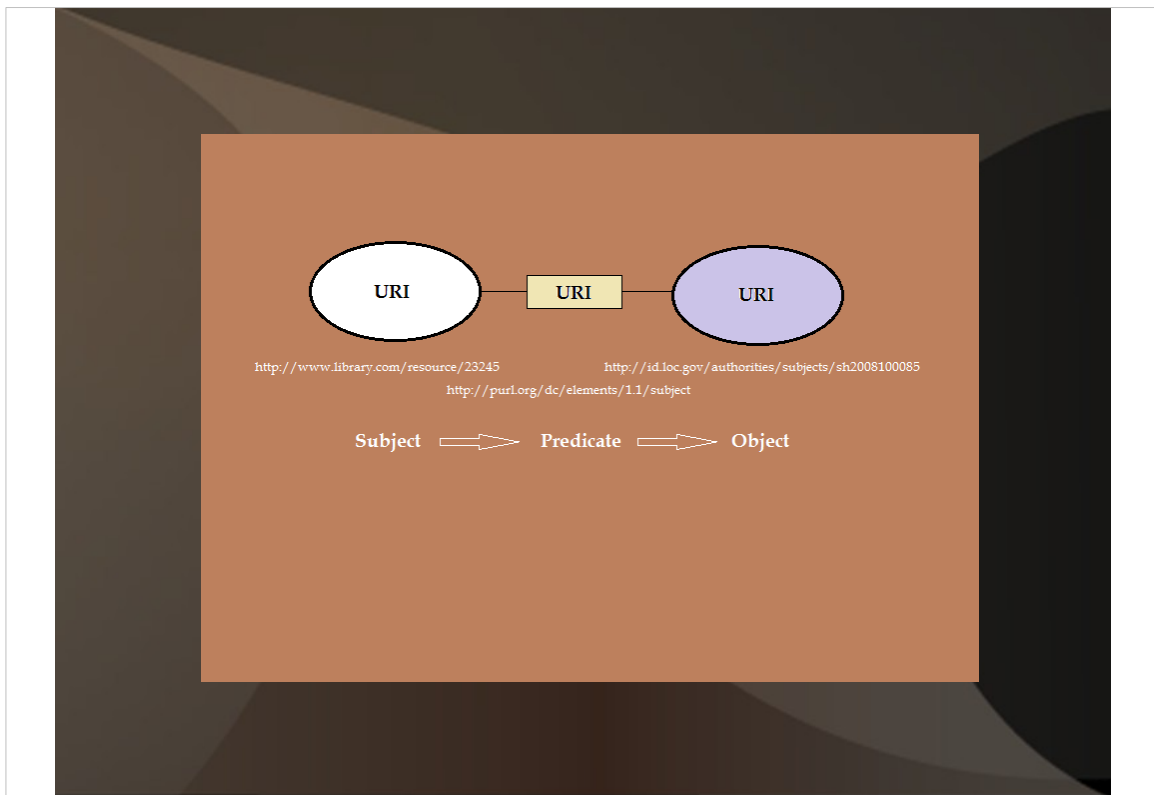 URI URI URI
http://www.library.com/resource/23245 http://id.loc.gov/authorities/subjects/sh2008100085
http://purl.org/dc/elements/1.1/subject
Subject Predicate Object